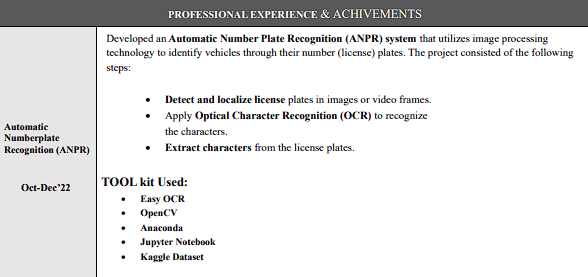 PROFESSIONAL EXPERIENCE & ACHIVEMENTS
Automatic
Numberplate
Recognition (ANPR)
Oct-Dec'22
Developed an Automatic Number Plate Recognition (ANPR) system that utilizes image processing
technology to identify vehicles through their number (license) plates. The project consisted of the following
steps:
• Detect and localize license plates in images or video frames.
• Apply Optical Character Recognition (OCR) to recognize
the characters.
• Extract characters from the license plates.
TOOL kit Used:
• Easy OCR
• OpenCV
• Anaconda
• Jupyter Notebook
• Kaggle Dataset